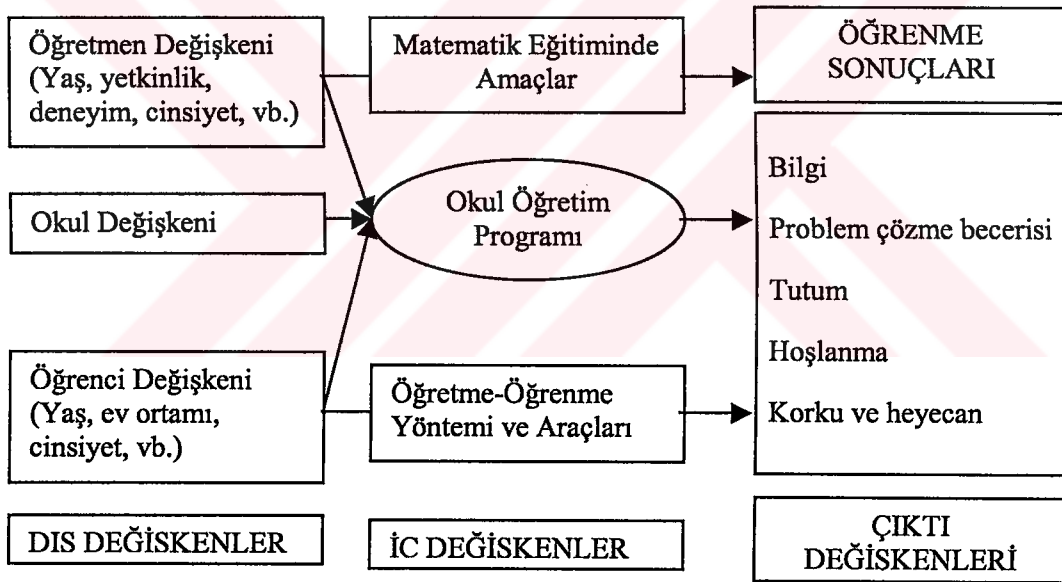 Öğretmen Değişkeni
(Yaş, yetkinlik,
deneyim, cinsiyet, vb.)
Matematik Eğitiminde
Amaçlar
ÖĞRENME
SONUÇLARI
Okul Değişkeni
Okul Öğretim
Programı
Bilgi
Problem çözme becerisi
Tutum
Hoşlanma
Korku ve heyecan
Öğrenci Değişkeni
(Yaş, ev ortamı,
cinsiyet, vb.)
Öğretme-Öğrenme
Yöntemi ve Araçları
DIS DEĞİSKENLER
İC DEĞİSKENLER
ÇIKTI
DEĞİSKENLERİ